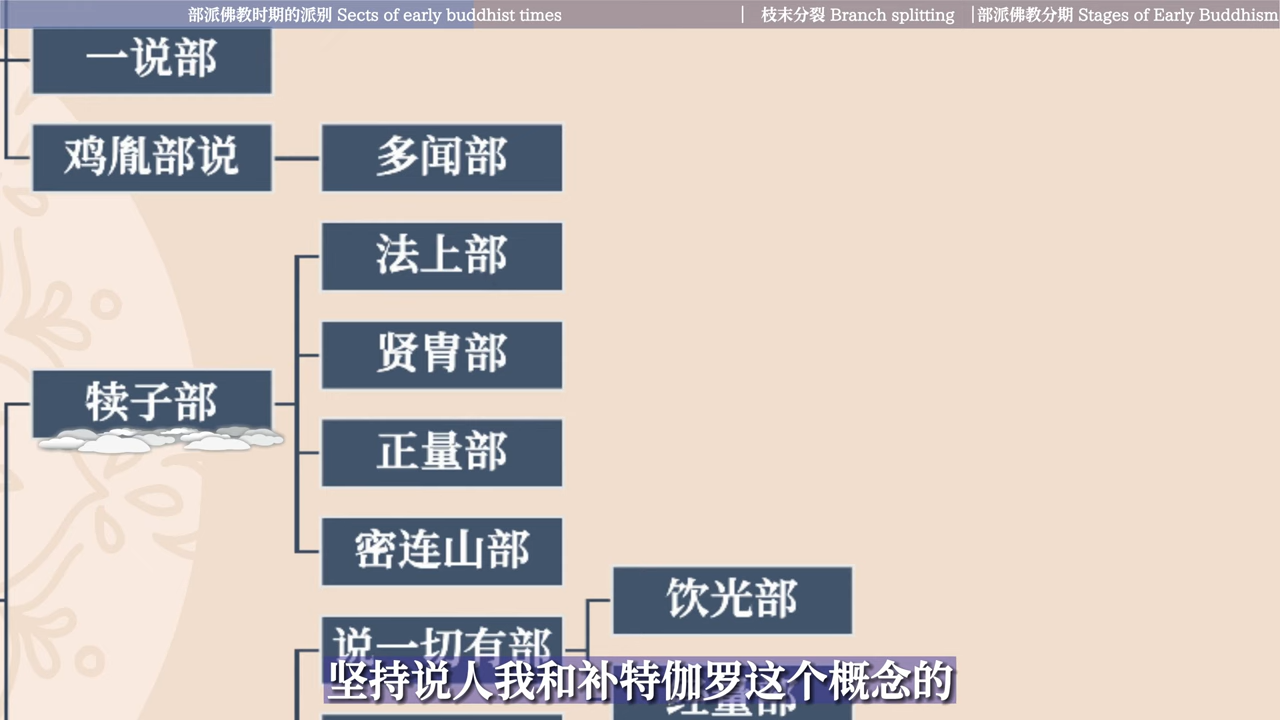 部派佛教时期的派别 Sects of early buddhist times | 枝末分裂 Branch splitting |部派佛教分期 Stages of Early Buddhism
一说部
鸡胤部说
多闻部
法上部
贤胄部
犊子部
正量部
密连山部
饮光部
说一切有部
经量部
坚持说人我和补特伽罗这个概念的